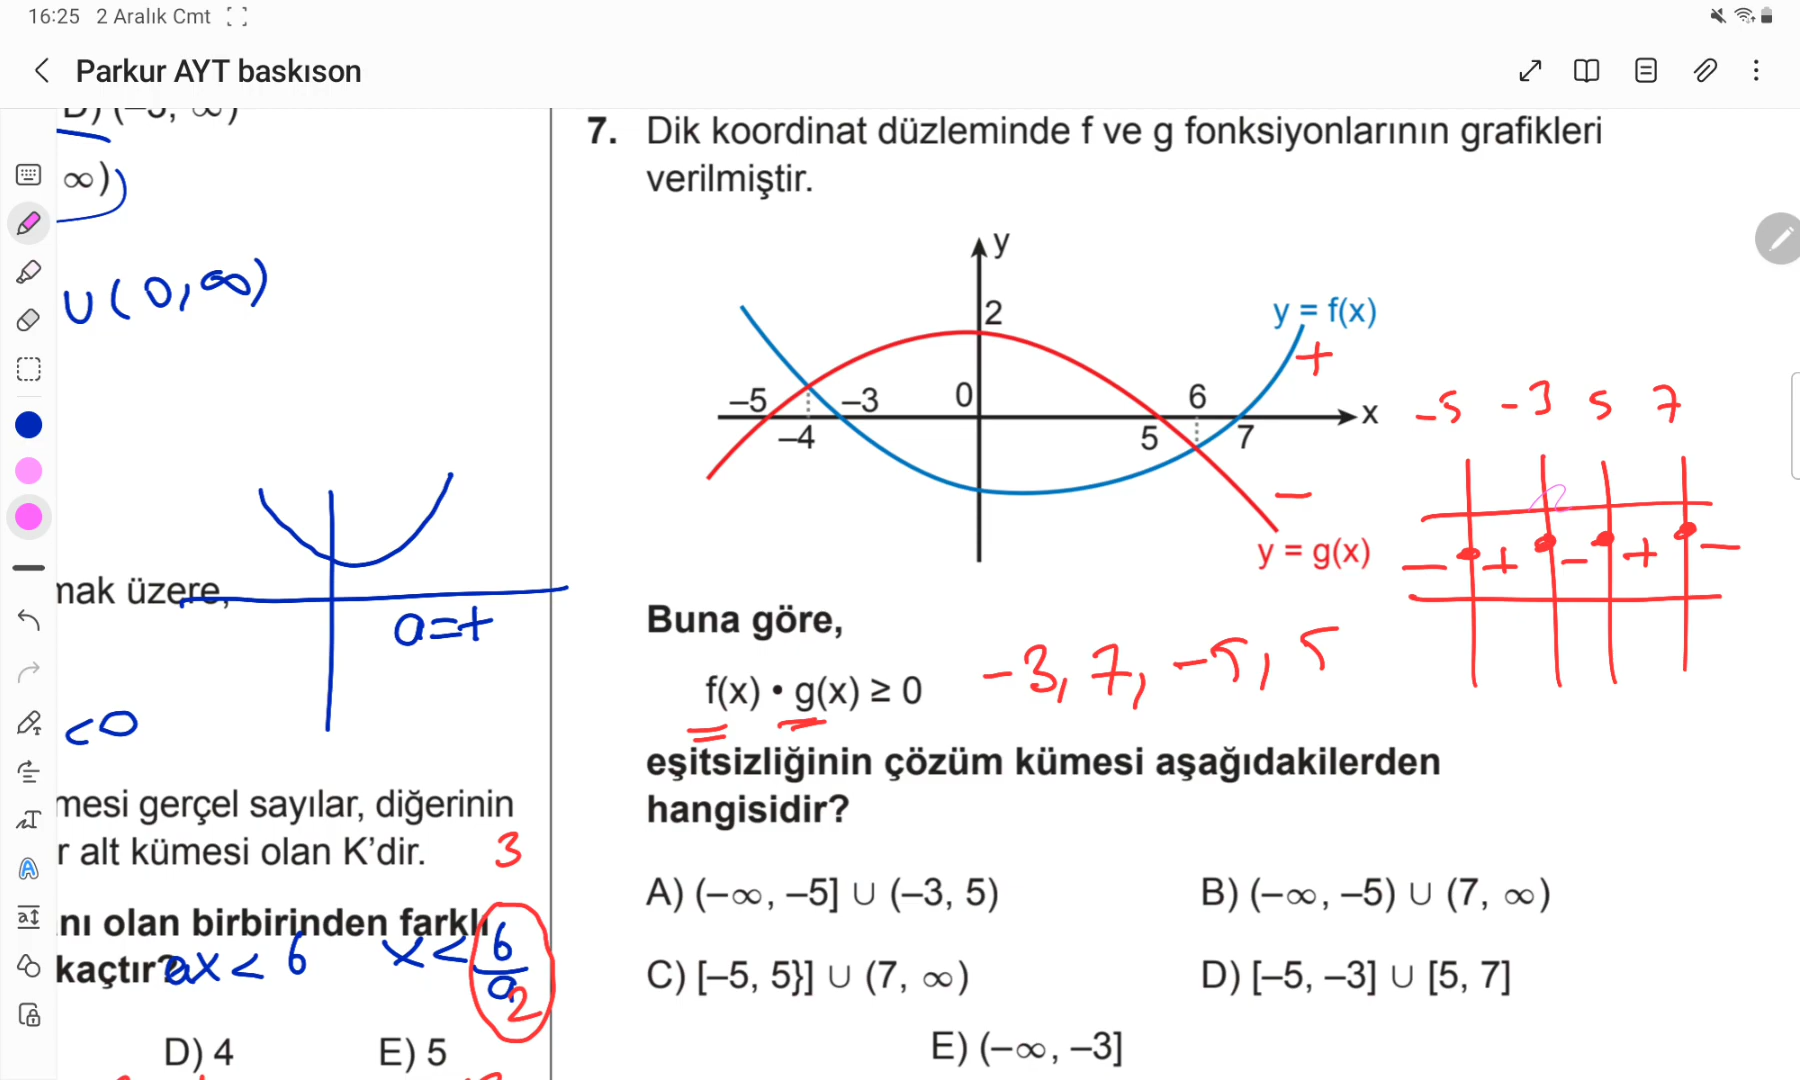 16:25 2 Aralık Cmt
Parkur AYT baskıson
∞)
∪(0,∞)
mak üzere,
a=+
<0
mesi gerçel sayılar, diğerinin
r alt kümesi olan K'dir.
3
nı olan birbirinden farklı
kaçtır?
ax < 6
x < 6/a
2
D) 4 E) 5
7. Dik koordinat düzleminde f ve g fonksiyonlarının grafikleri
verilmiştir.
y
2
y = f(x)
+
–5 –3 0 6 x
–4 5 7
–
y = g(x)
-5 -3 5 7
– + – + –
Buna göre,
f(x) • g(x) ≥ 0
-3, 7, -5, 5
eşitsizliğinin çözüm kümesi aşağıdakilerden
hangisidir?
A) (–∞, –5] ∪ (–3, 5)
B) (–∞, –5) ∪ (7, ∞)
C) [–5, 5}] ∪ (7, ∞)
D) [–5, –3] ∪ [5, 7]
E) (–∞, –3]